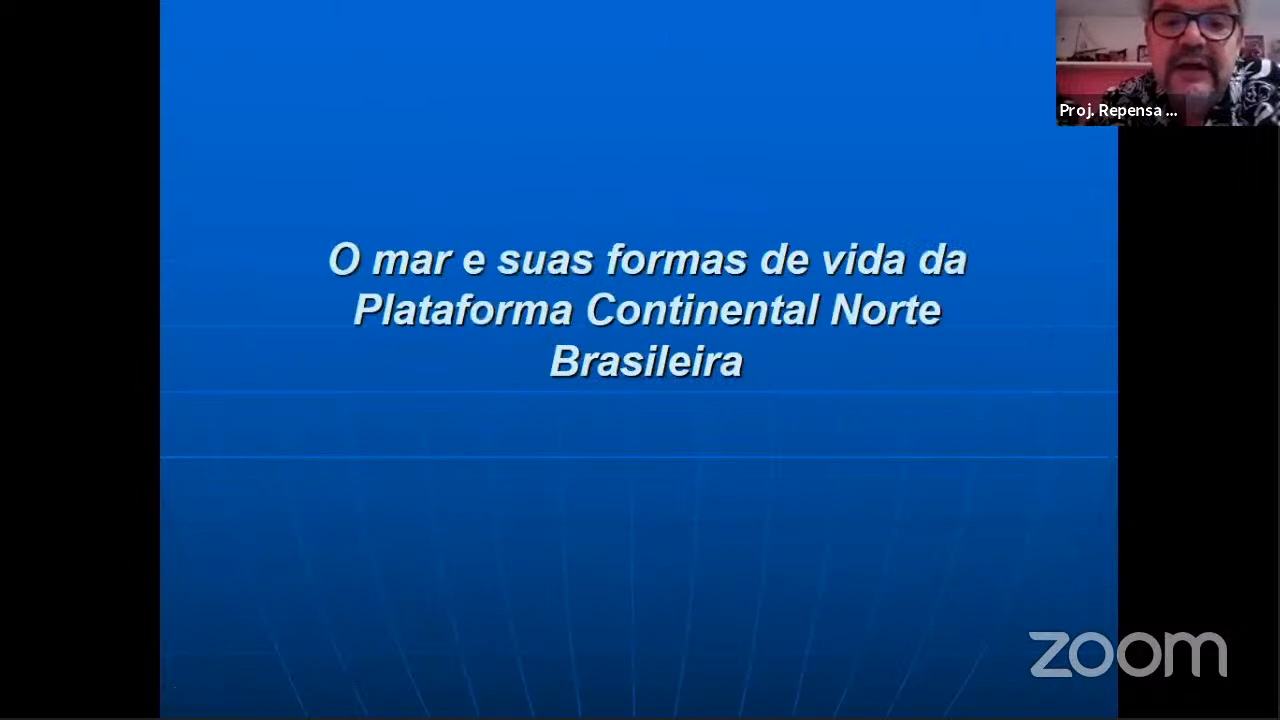 Proj. Repensa ...
O mar e suas formas de vida da
Plataforma Continental Norte
Brasileira
zoom